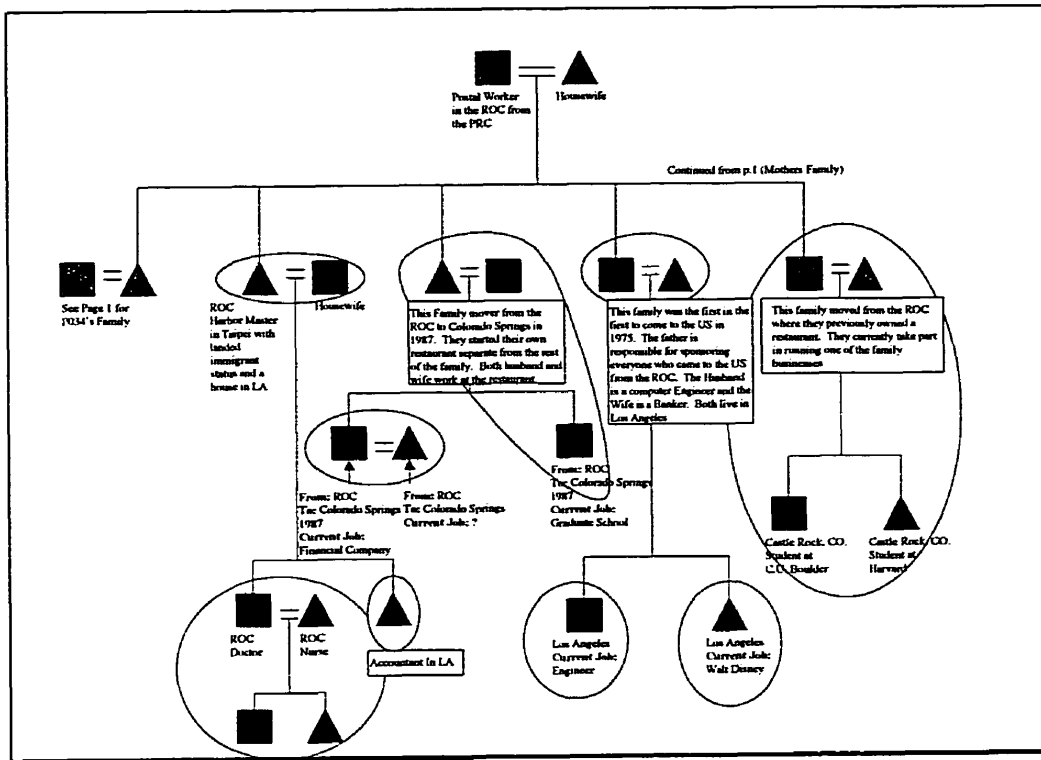 Postal Worker
in the ROC from
the PRC
Housewife
Continued from p.1 (Mothers Family)
See Page 1 for
P034's Family
ROC
Harbor Master
in Taipei with
landed
immigrant
status and a
house in LA
Housewife
This Family mover from the
ROC to Colorado Springs in
1987. They started their own
restaurant separate from the rest
of the family. Both husband and
wife work at the restaurant
This family was the first in the
first to come to the US in
1975. The father is
responsible for sponsoring
everyone who came to the US
from the ROC. The Husband
is a computer Engineer and the
Wife is a Banker. Both live in
Los Angeles
This family moved from the ROC
where they previously owned a
restaurant. They currently take part
in running one of the family
businesses
From: ROC
Toc Colorado Springs
1987
Current Job:
Financial Company
From: ROC
Toc Colorado Springs
Current Job: ?
From: ROC
Toc Colorado Springs
1987
Current Job:
Graduate School
Castle Rock, CO.
Student at
C.U. Boulder
Castle Rock, CO.
Student at
Harvard
ROC
Doctor
ROC
Nurse
Accountant In LA
Los Angeles
Current Job:
Engineer
Los Angeles
Current Job:
Walt Disney